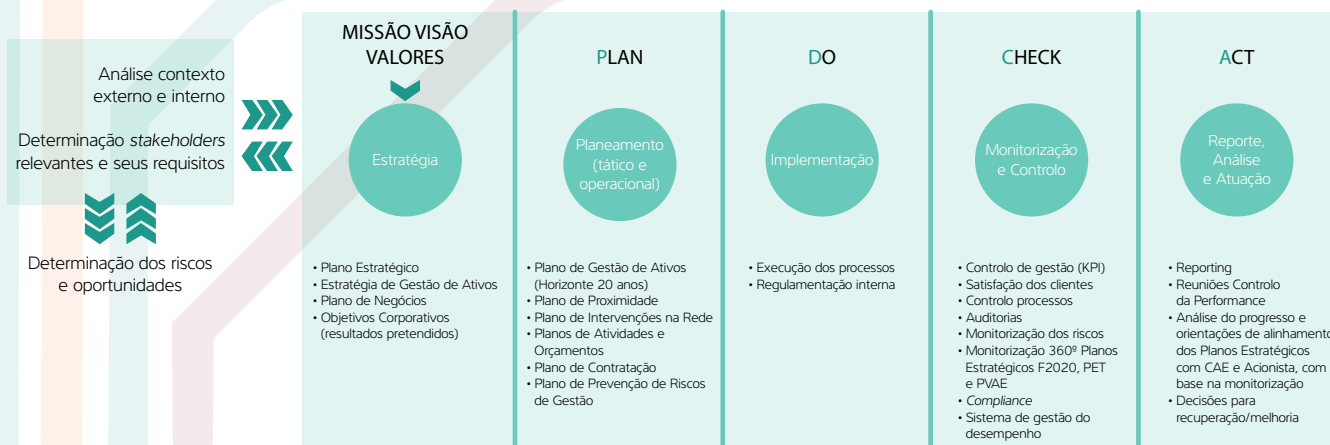 Análise contexto
externo e interno
Determinação stakeholders
relevantes e seus requisitos
Determinação dos riscos
e oportunidades
MISSÃO VISÃO
VALORES
Estratégia
• Plano Estratégico
• Estratégia de Gestão de Ativos
• Plano de Negócios
• Objetivos Corporativos
(resultados pretendidos)
PLAN
Planeamento
(tático e
operacional)
• Plano de Gestão de Ativos
(Horizonte 20 anos)
• Plano de Proximidade
• Plano de Intervenções na Rede
• Planos de Atividades e
Orçamentos
• Plano de Contratação
• Plano de Prevenção de Riscos
de Gestão
DO
Implementação
• Execução dos processos
• Regulamentação interna
CHECK
Monitorização
e Controlo
• Controlo de gestão (KPI)
• Satisfação dos clientes
• Controlo processos
• Auditorias
• Monitorização dos riscos
• Monitorização 360º Planos
Estratégicos F2020, PET
e PVAE
• Compliance
• Sistema de gestão do
desempenho
ACT
Reporte,
Análise
e Atuação
• Reporting
• Reuniões Controlo
da Performance
• Análise do progresso e
orientações de alinhamento
dos Planos Estratégicos
com CAE e Acionista, com
base na monitorização
• Decisões para
recuperação/melhoria